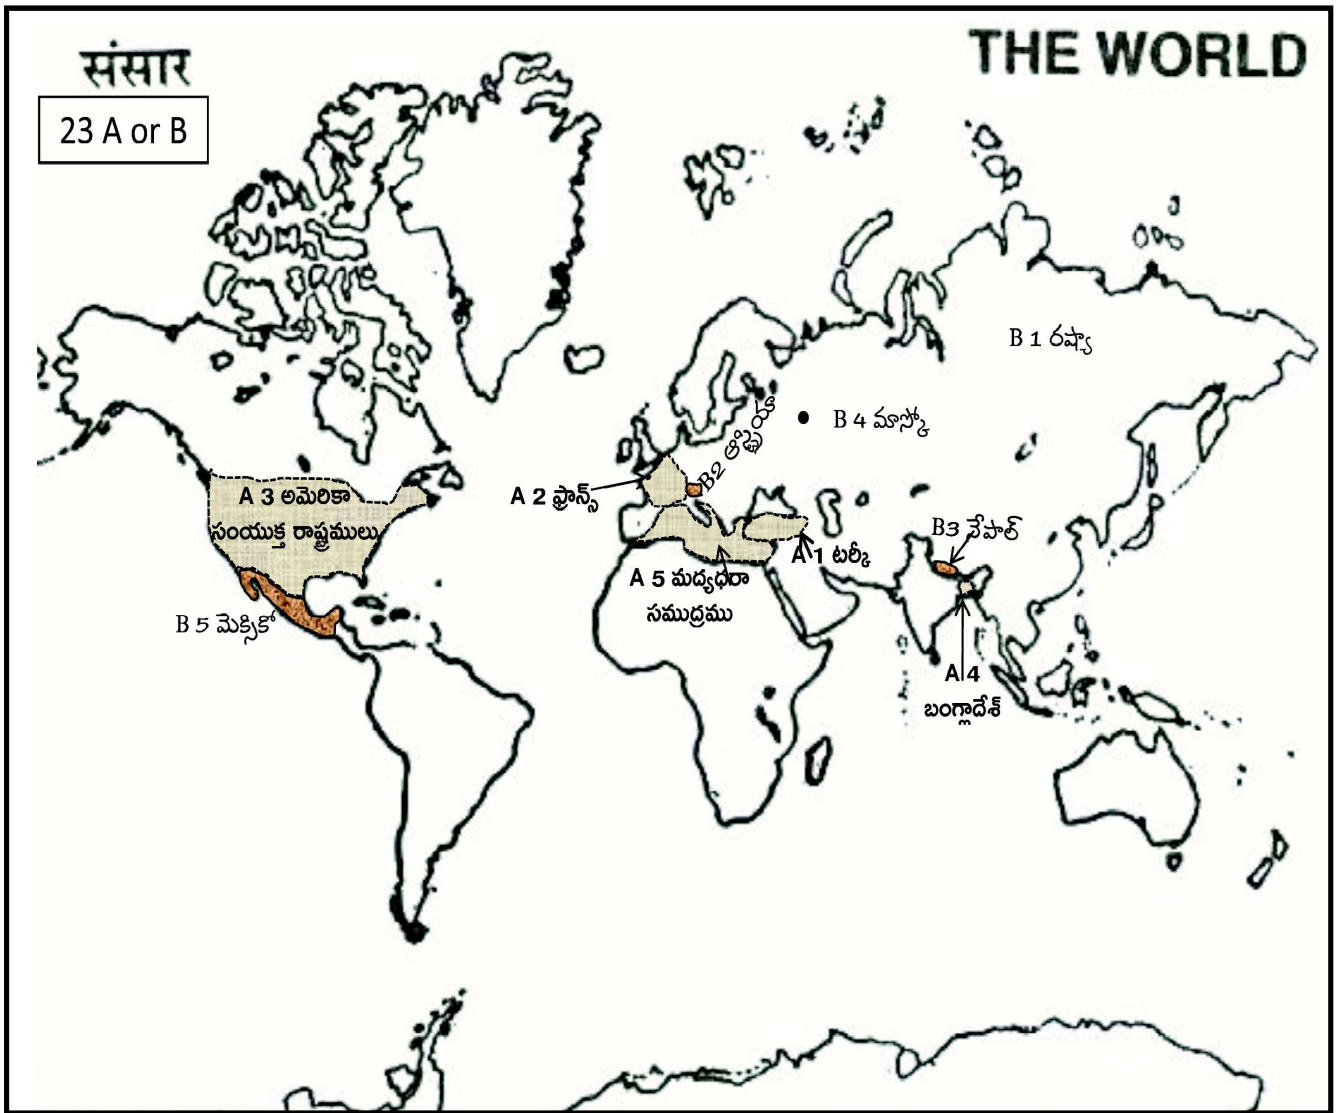 संसार
THE WORLD
23 A or B
B 1 రష్యా
B 4 మాస్కో
B2 ఆస్ట్రియా
A 2 ఫ్రాన్స్
A 3 అమెరికా
సంయుక్త రాష్ట్రములు
B3 నేపాల్
A 1 టర్కీ
A 5 మద్యధరా
సముద్రము
B 5 మెక్సికో
A 4
బంగ్లాదేశ్